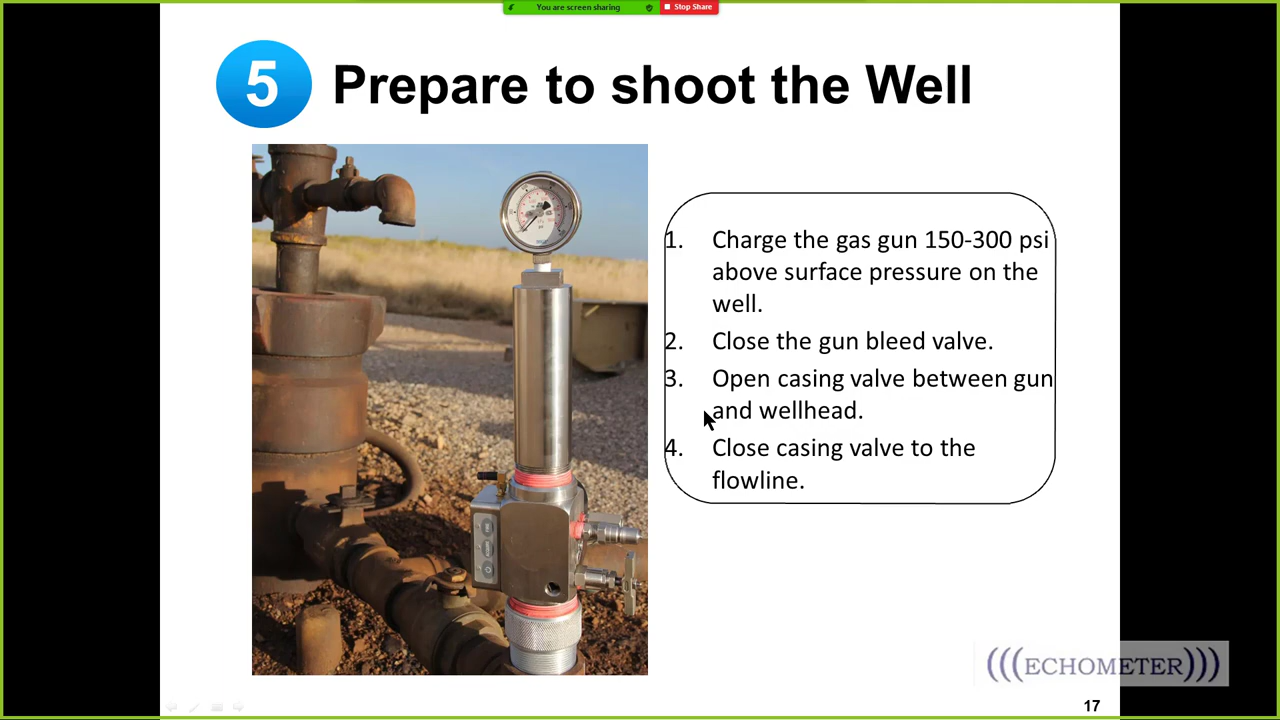 You are screen sharing
Stop Share
5
Prepare to shoot the Well
1. Charge the gas gun 150-300 psi
above surface pressure on the
well.
2. Close the gun bleed valve.
3. Open casing valve between gun
and wellhead.
4. Close casing valve to the
flowline.
(((ECHOMETER)))
17